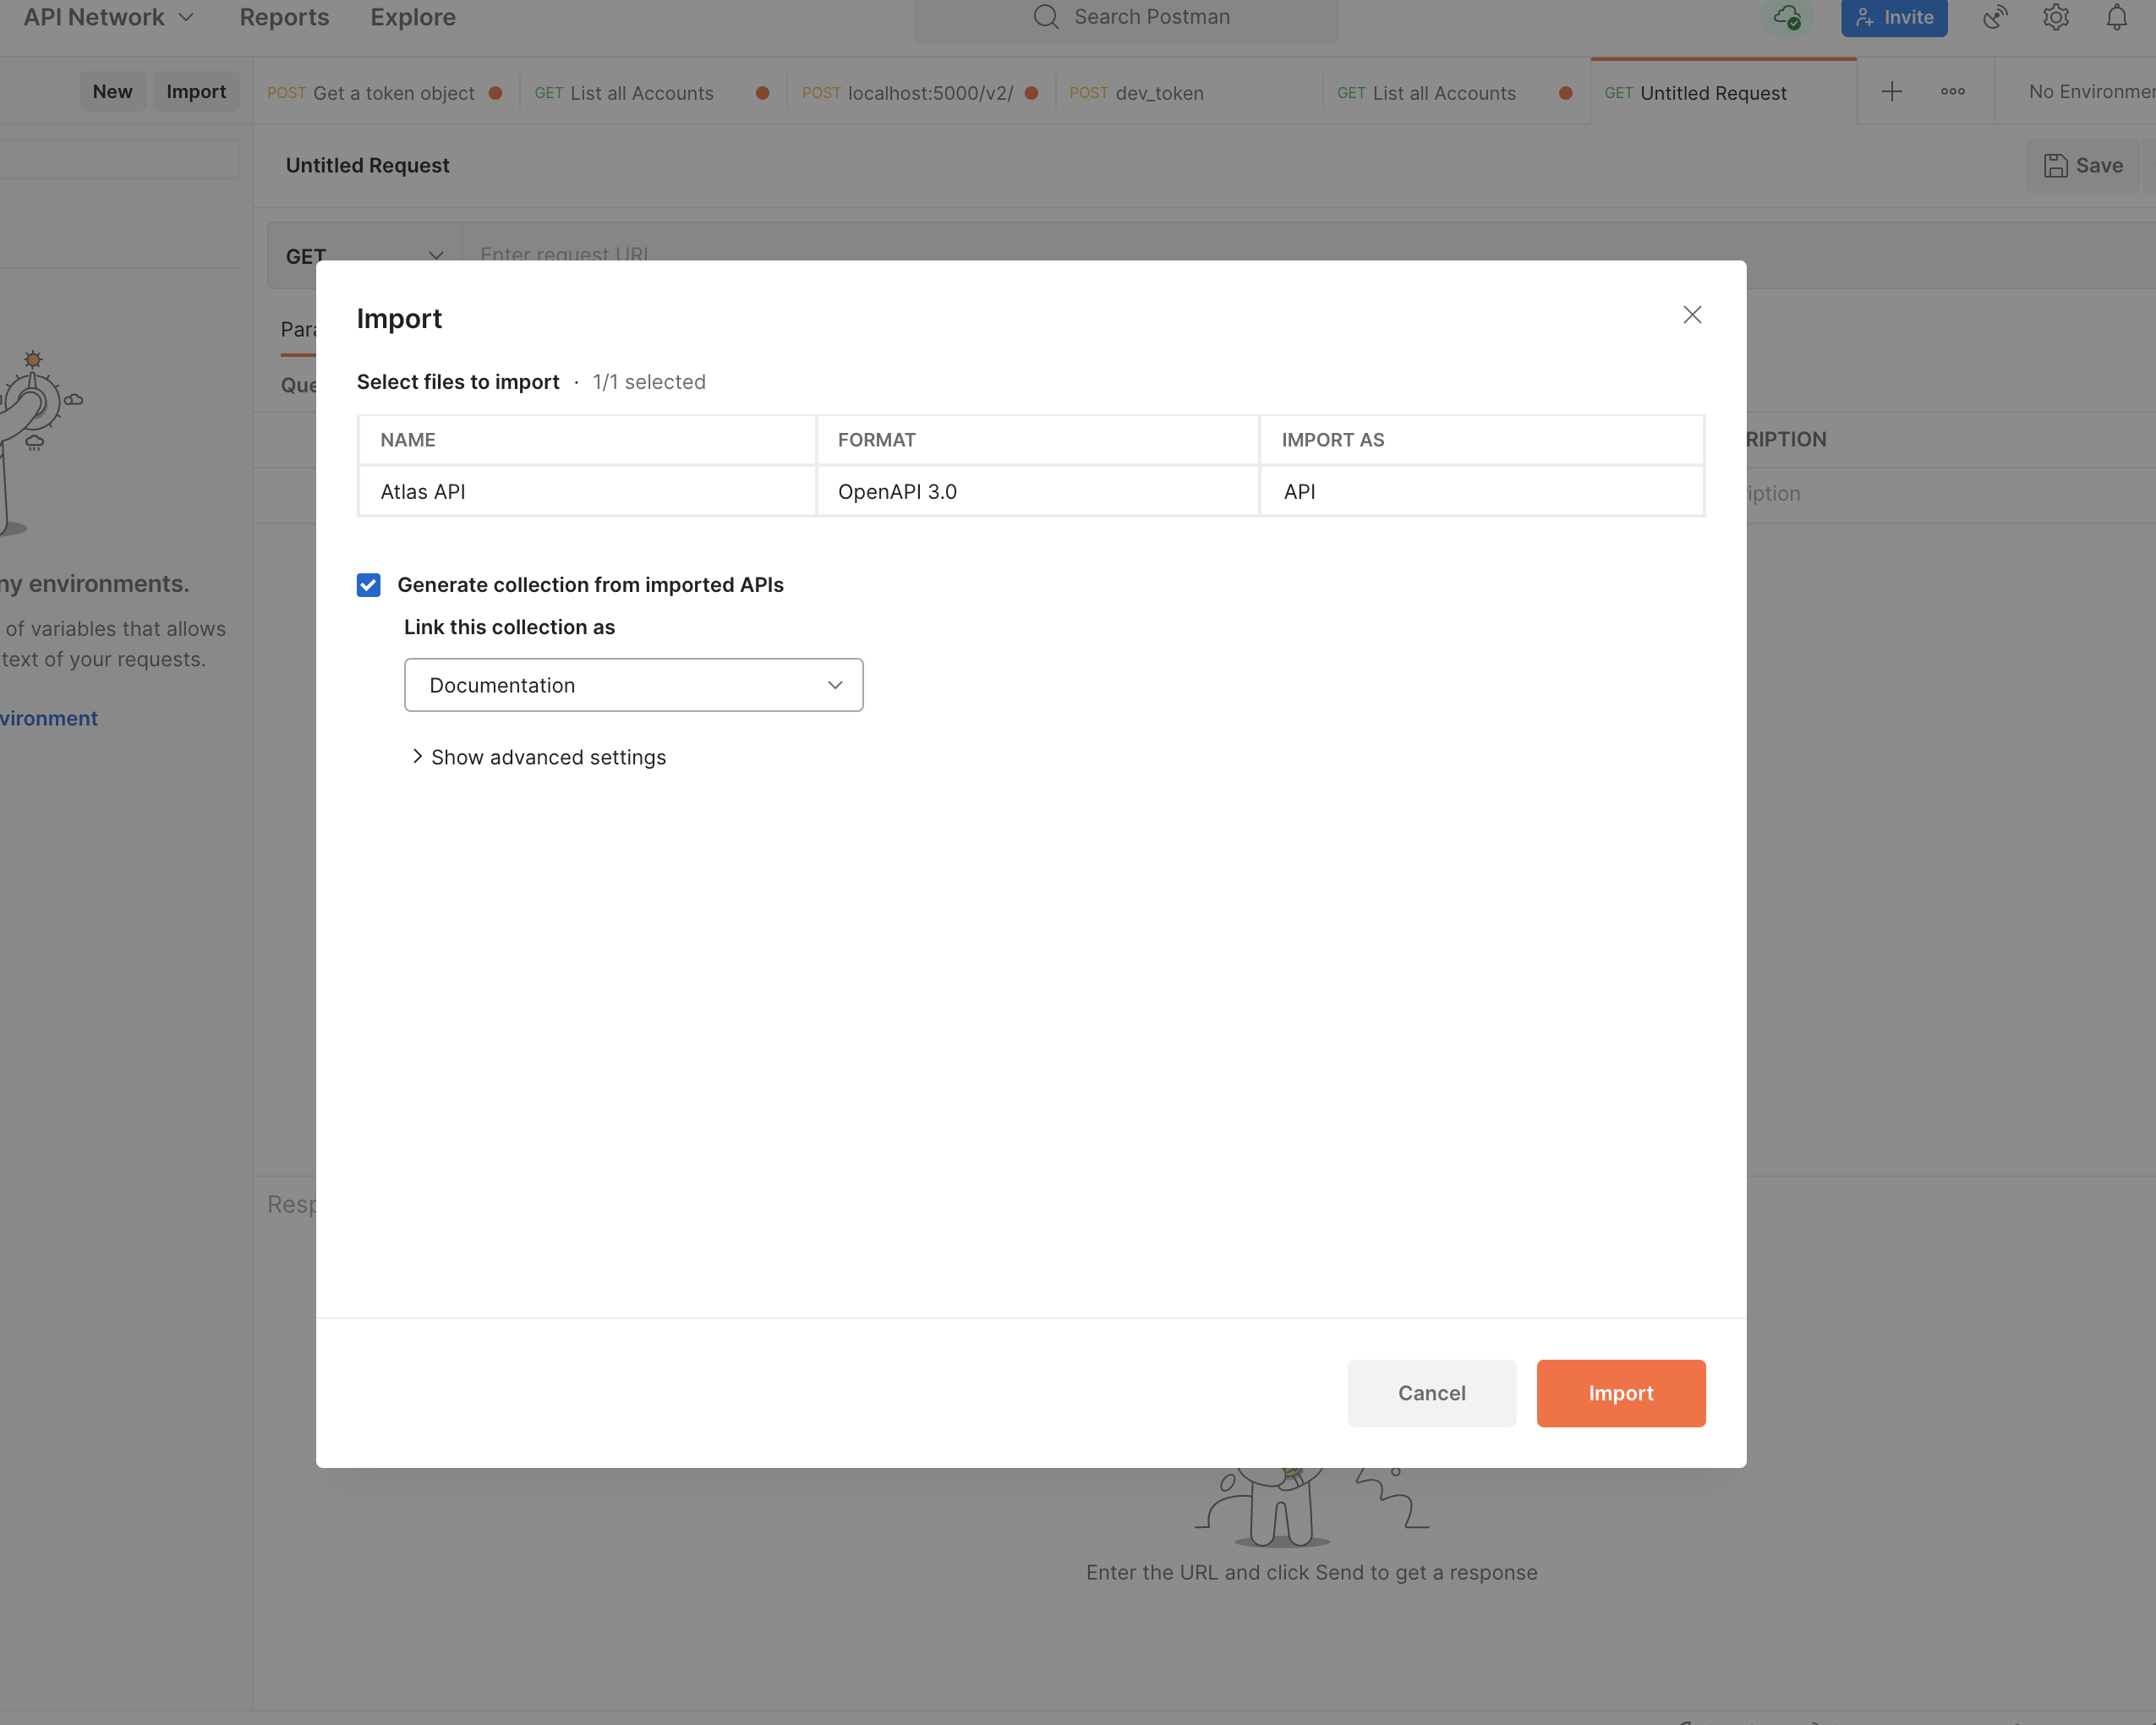 API Network Reports Explore Search Postman Invite
New Import POST Get a token object GET List all Accounts POST localhost:5000/v2/ POST dev_token GET List all Accounts GET Untitled Request No Environmen
Untitled Request Save
GET Enter request URL
Import
Para
Select files to import · 1/1 selected
Que
NAME FORMAT IMPORT AS RIPTION
Atlas API OpenAPI 3.0 API iption
ny environments. Generate collection from imported APIs
of variables that allows Link this collection as
text of your requests.
Documentation
vironment
Show advanced settings
Resp
Cancel Import
Enter the URL and click Send to get a response